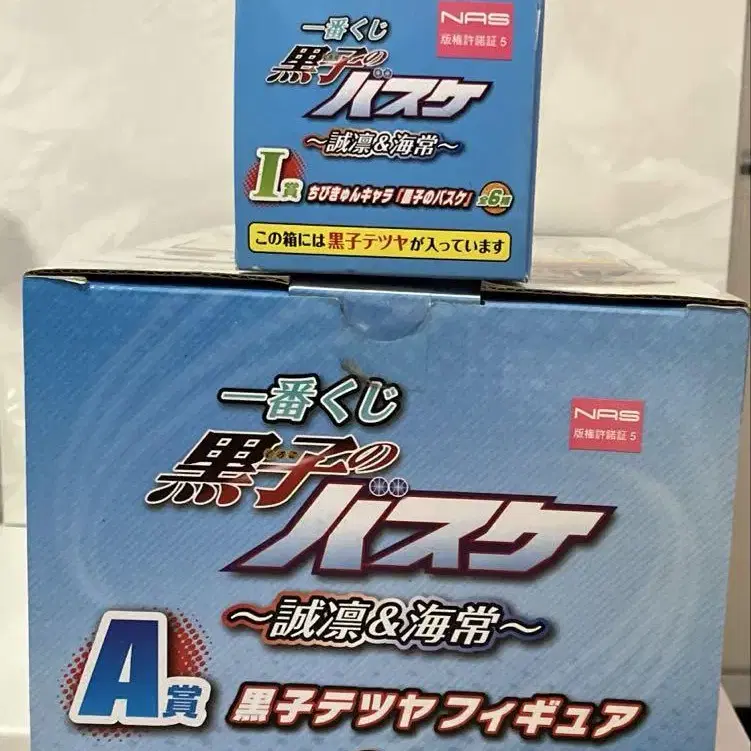 一番くじ
NAS
版権許諾証 5
黒子の
バスケ
〜誠凛&海常〜
I賞 ちびきゅんキャラ「黒子のバスケ」 全6種
この箱には黒子テツヤが入っています
一番くじ
NAS
版権許諾証 5
黒子の
バスケ
〜誠凛&海常〜
A賞 黒子テツヤ フィギュア